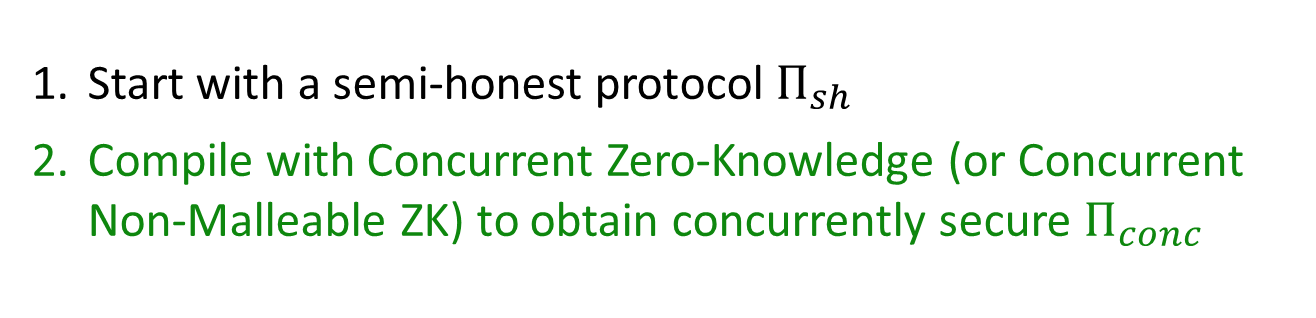 1. Start with a semi-honest protocol Π_sh
2. Compile with Concurrent Zero-Knowledge (or Concurrent
Non-Malleable ZK) to obtain concurrently secure Π_conc